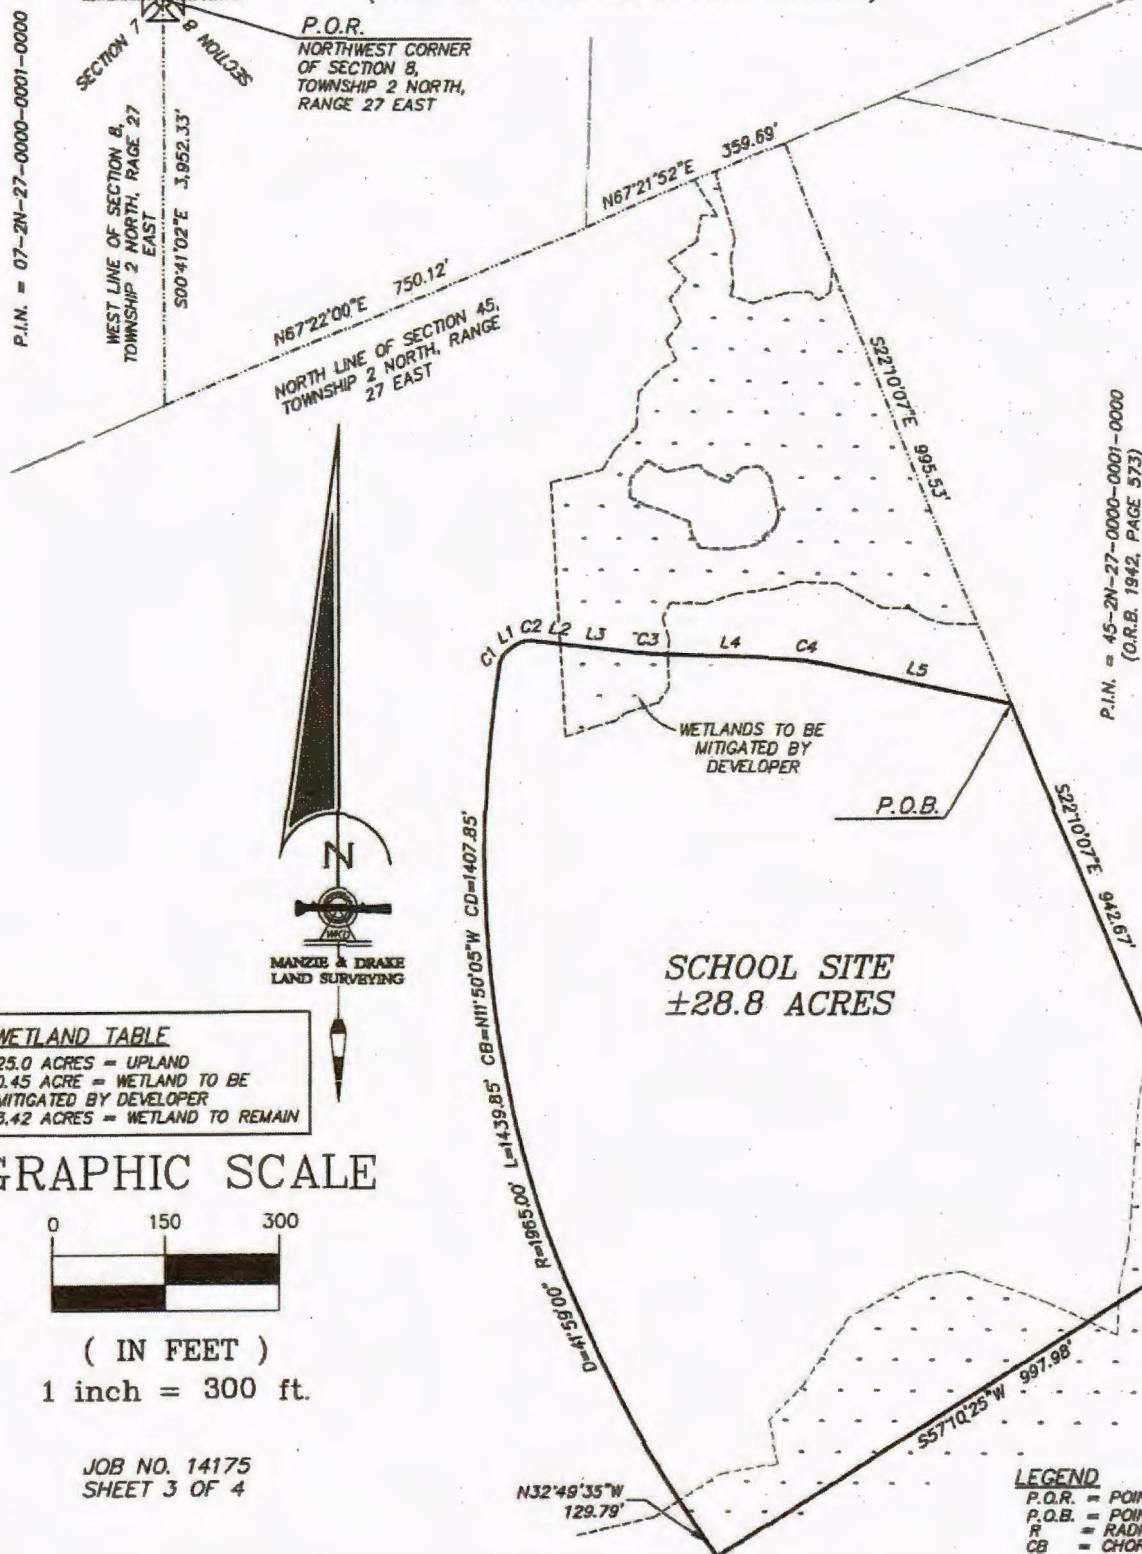 P.I.N. = 07-2N-27-0000-0001-0000
SECTION 7
SECTION 8
P.O.R.
NORTHWEST CORNER
OF SECTION 8,
TOWNSHIP 2 NORTH,
RANGE 27 EAST
WEST LINE OF SECTION 8,
TOWNSHIP 2 NORTH, RAGE 27
EAST
S00°41'02"E 3,952.33'
N67°22'00"E 750.12'
N67°21'52"E 359.69'
NORTH LINE OF SECTION 45,
TOWNSHIP 2 NORTH, RANGE
27 EAST
S22°10'07"E 995.53'
P.I.N. = 45-2N-27-0000-0001-0000
(O.R.B. 1942, PAGE 573)
C1 L1 C2 L2 L3 C3 L4 C4 L5
WETLANDS TO BE
MITIGATED BY
DEVELOPER
P.O.B.
S22°10'07"E 942.67'
N
WKD
MANZIE & DRAKE
LAND SURVEYING
SCHOOL SITE
±28.8 ACRES
D=41°59'00" R=1965.00' L=1439.85' CB=N11°50'05"W CD=1407.85'
WETLAND TABLE
25.0 ACRES = UPLAND
0.45 ACRE = WETLAND TO BE
MITIGATED BY DEVELOPER
3.42 ACRES = WETLAND TO REMAIN
GRAPHIC SCALE
0 150 300
( IN FEET )
1 inch = 300 ft.
JOB NO. 14175
SHEET 3 OF 4
N32°49'35"W
129.79'
S57°10'25"W 997.98'
LEGEND
P.O.R. = POI
P.O.B. = POI
R = RADI
CB = CHOR